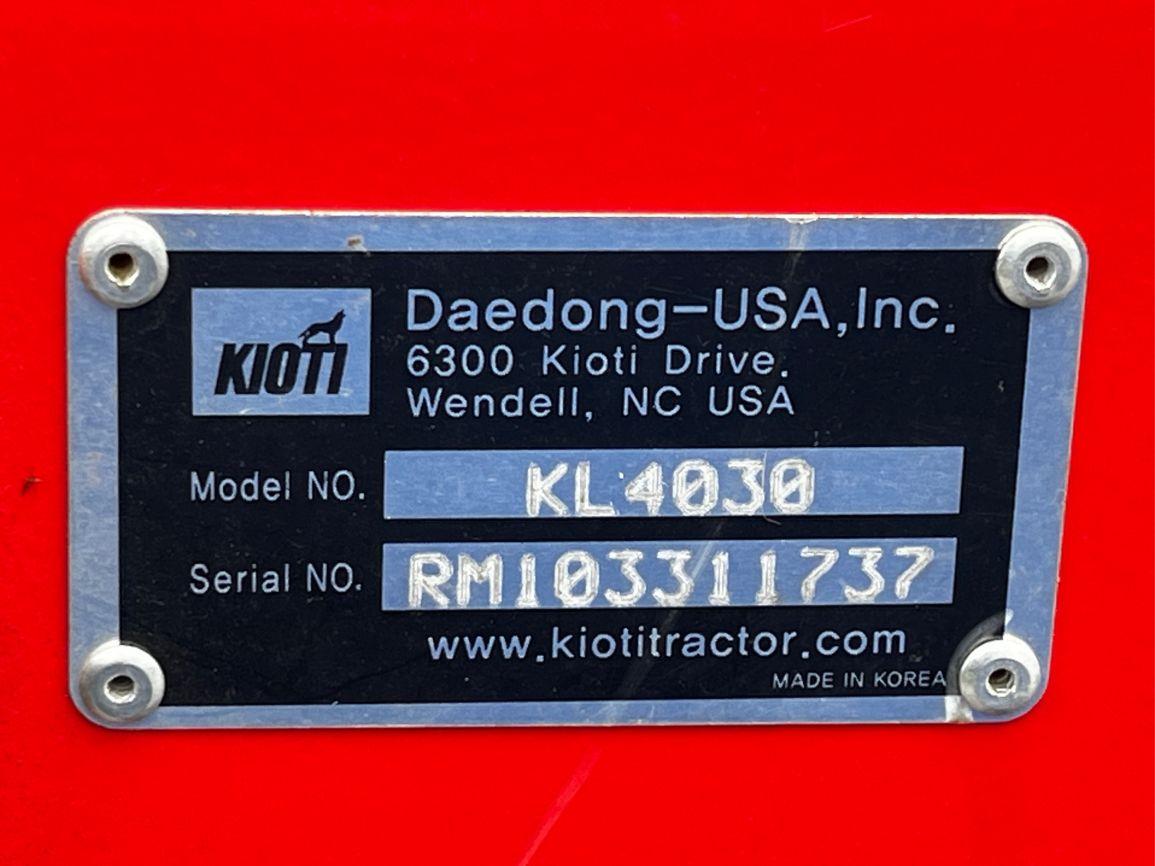 KIOTI
Daedong-USA,Inc.
6300 Kioti Drive.
Wendell, NC USA
Model NO. KL4030
Serial NO. RM103311737
www.kiotitractor.com
MADE IN KOREA